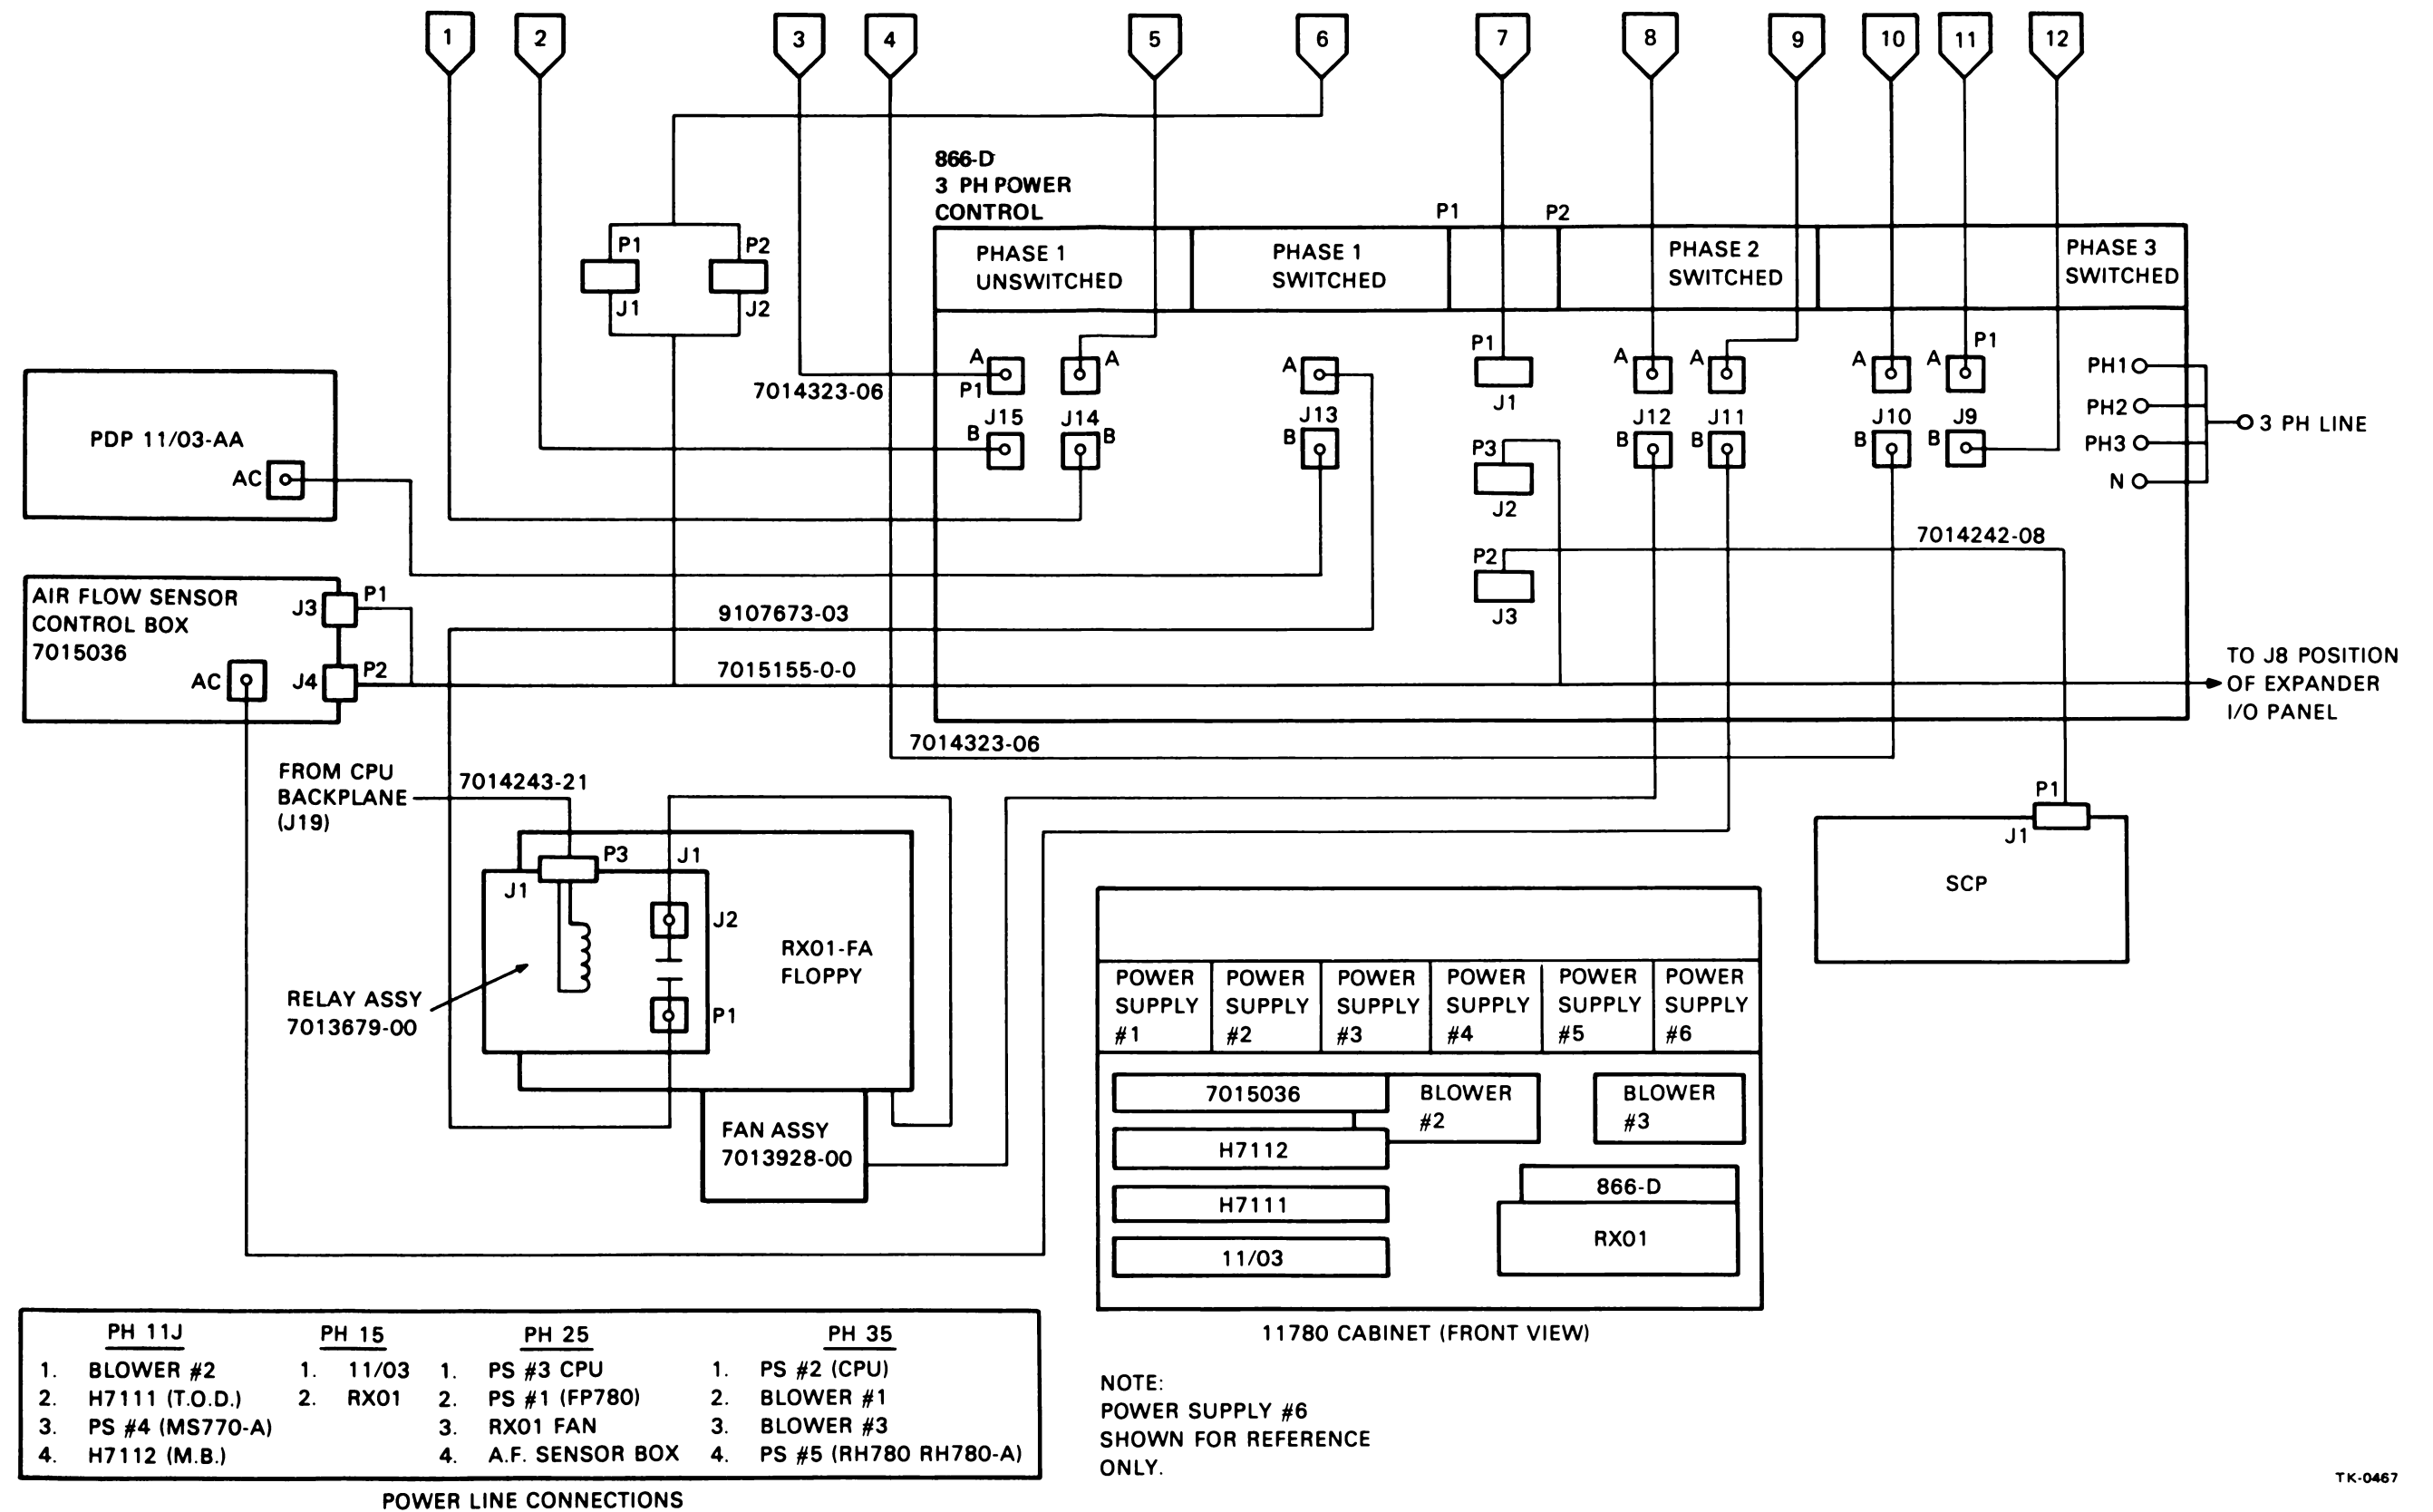 1 2 3 4 5 6 7 8 9 10 11 12
866-D
3 PH POWER
CONTROL
P1 P2
PHASE 1
UNSWITCHED
PHASE 1
SWITCHED
PHASE 2
SWITCHED
PHASE 3
SWITCHED
P1 P2
J1 J2
A
P1
J15
B
A
J14
B
A
J13
B
P1
J1
P3
J2
P2
J3
A
J12
B
A
J11
B
A
J10
B
A P1
J9
B
PH1
PH2
PH3
N
3 PH LINE
7014323-06
PDP 11/03-AA
AC
AIR FLOW SENSOR
CONTROL BOX
7015036
AC
J3 P1
J4 P2
9107673-03
7015155-0-0
7014242-08
TO J8 POSITION
OF EXPANDER
I/O PANEL
7014323-06
FROM CPU
BACKPLANE
(J19)
7014243-21
P3 J1
J1
J2
P1
RX01-FA
FLOPPY
RELAY ASSY
7013679-00
FAN ASSY
7013928-00
P1
J1
SCP
POWER
SUPPLY
#1
POWER
SUPPLY
#2
POWER
SUPPLY
#3
POWER
SUPPLY
#4
POWER
SUPPLY
#5
POWER
SUPPLY
#6
7015036
BLOWER
#2
BLOWER
#3
H7112
H7111
11/03
866-D
RX01
11780 CABINET (FRONT VIEW)
NOTE:
POWER SUPPLY #6
SHOWN FOR REFERENCE
ONLY.
PH 11J PH 15 PH 25 PH 35
1. BLOWER #2 1. 11/03 1. PS #3 CPU 1. PS #2 (CPU)
2. H7111 (T.O.D.) 2. RX01 2. PS #1 (FP780) 2. BLOWER #1
3. PS #4 (MS770-A) 3. RX01 FAN 3. BLOWER #3
4. H7112 (M.B.) 4. A.F. SENSOR BOX 4. PS #5 (RH780 RH780-A)
POWER LINE CONNECTIONS
TK-0467